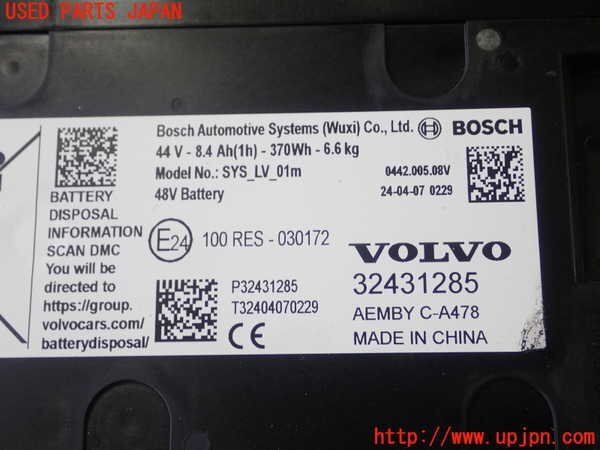 USED PARTS JAPAN
Bosch Automotive Systems (Wuxi) Co., Ltd. BOSCH
44 V - 8.4 Ah(1h) - 370Wh - 6.6 kg
Model No.: SYS_LV_01m 0442.005.08V
48V Battery 24-04-07 0229
BATTERY
DISPOSAL
INFORMATION
SCAN DMC
You will be
directed to
https://group.
volvocars.com/
batterydisposal/
E24 100 RES - 030172
P32431285
T32404070229
CE
VOLVO
32431285
AEMBY C-A478
MADE IN CHINA
http://www.upjpn.com/